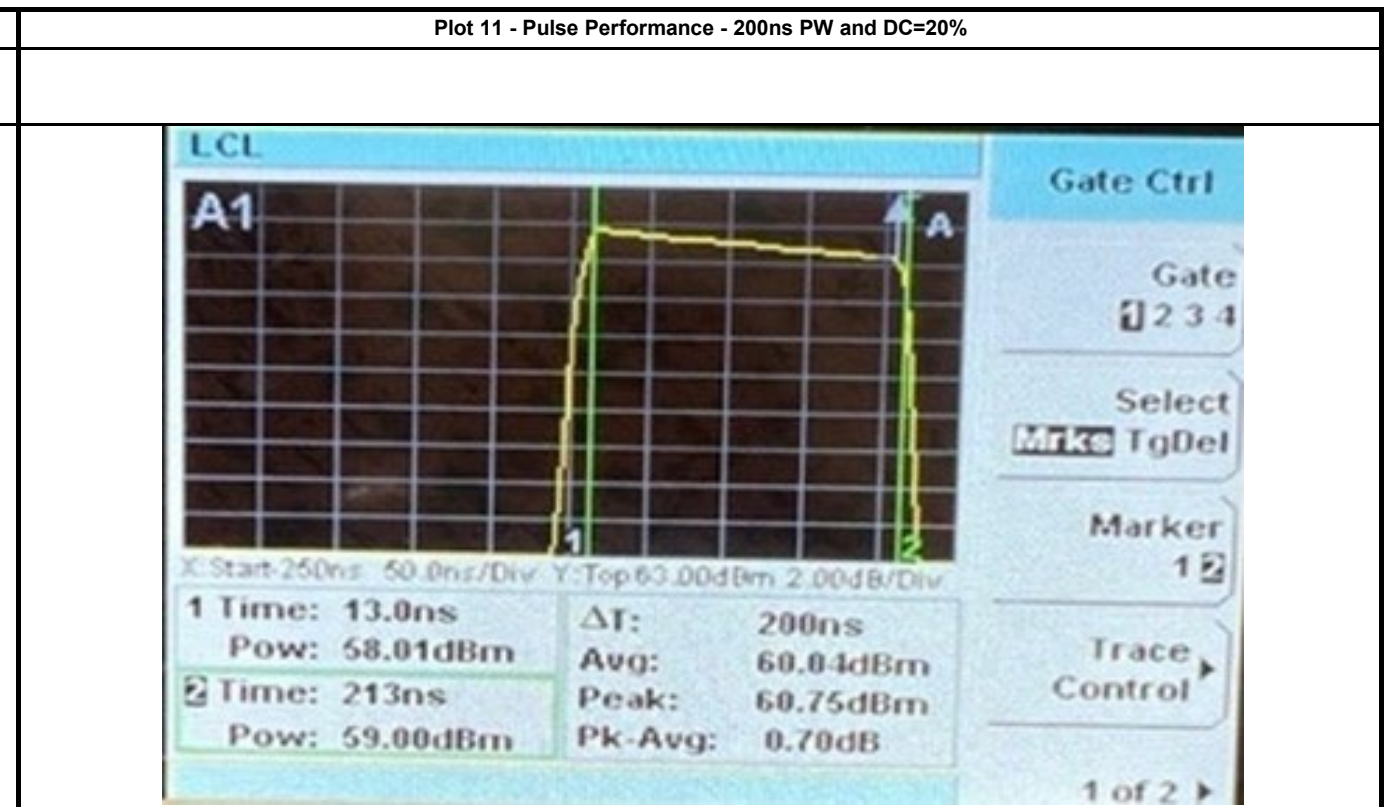 Plot 11 - Pulse Performance - 200ns PW and DC=20%
LCL
Gate Ctrl
A1
A
Gate
1 2 3 4
Select
Mrks TgDel
1
2
Marker
1 2
X:Start-250ns 50.0ns/Div Y:Top63.00dBm 2.00dB/Div
1 Time: 13.0ns
Pow: 58.01dBm
2 Time: 213ns
Pow: 59.00dBm
ΔT: 200ns
Avg: 60.04dBm
Peak: 60.75dBm
Pk-Avg: 0.70dB
Trace
Control
1 of 2